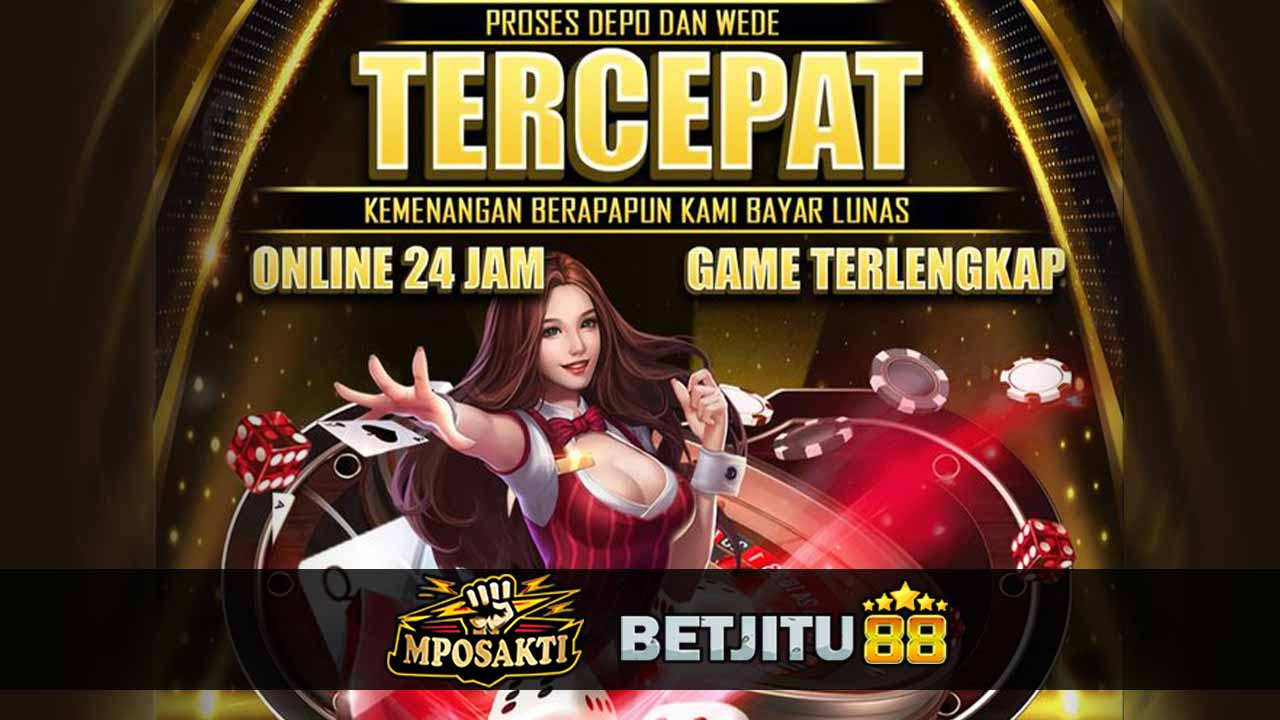 PROSES DEPO DAN WEDE
TERCEPAT
KEMENANGAN BERAPAPUN KAMI BAYAR LUNAS
ONLINE 24 JAM
GAME TERLENGKAP
A
Q
MPOSAKTI
BETJITU88